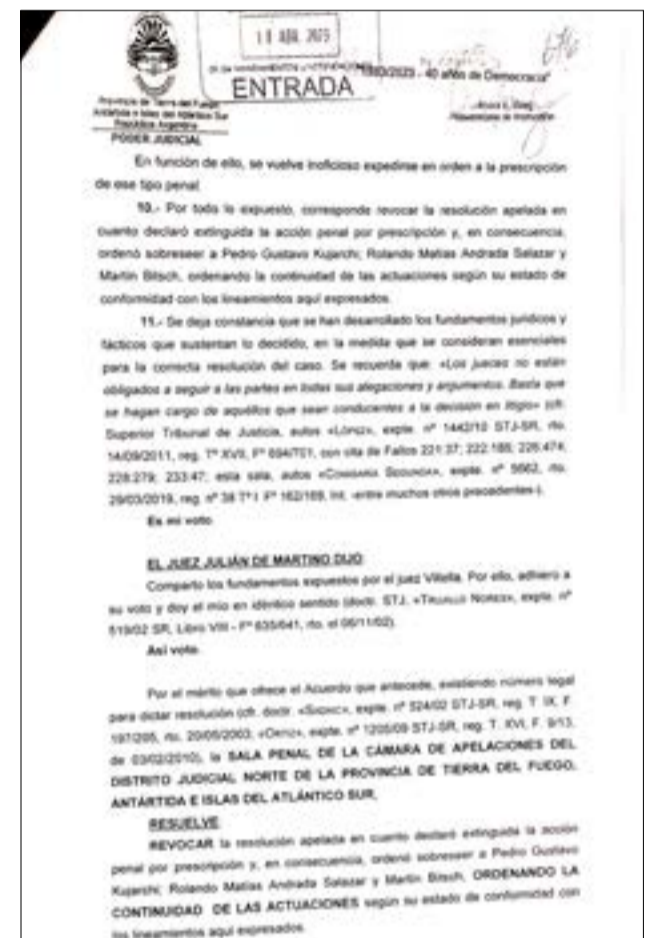 18 ABR. 2023
ENTRADA
"1983/2023 - 40 años de Democracia"
Provincia de Tierra del Fuego
Antártida e Islas del Atlántico Sur
República Argentina
PODER JUDICIAL
En función de ello, se vuelve inoficioso expedirse en orden a la prescripción
de ese tipo penal.
10.- Por todo lo expuesto, corresponde revocar la resolución apelada en
cuanto declaró extinguida la acción penal por prescripción y, en consecuencia,
ordenó sobreseer a Pedro Gustavo Kujarchi; Rolando Matías Andrada Salazar y
Martín Bitsch, ordenando la continuidad de las actuaciones según su estado de
conformidad con los lineamientos aquí expresados.
11.- Se deja constancia que se han desarrollado los fundamentos jurídicos y
fácticos que sustentan lo decidido, en la medida que se consideran esenciales
para la correcta resolución del caso. Se recuerda que: «Los jueces no están
obligados a seguir a las partes en todas sus alegaciones y argumentos. Basta que
se hagan cargo de aquéllos que sean conducentes a la decisión en litigio» (cfr.
Superior Tribunal de Justicia, autos «López», expte. nº 1442/10 STJ-SR, rto.
14/09/2011, reg. Tº XVII, Fº 694/701, con cita de Fallos 221:37; 222:186; 226:474;
228:279; 233:47; esta sala, autos «Comisaría Segunda», expte. nº 5662, rto.
29/03/2019, reg. nº 38 Tº I Fº 162/169, Int. -entre muchos otros precedentes-).
Es mi voto.
EL JUEZ JULIÁN DE MARTINO DIJO:
Comparto los fundamentos expuestos por el juez Villella. Por ello, adhiero a
su voto y doy el mío en idéntico sentido (doctr. STJ, «Trujillo Nores», expte. nº
519/02 SR, Libro VIII - Fº 635/641, rto. el 06/11/02).
Así voto.
Por el mérito que ofrece el Acuerdo que antecede, existiendo número legal
para dictar resolución (cfr. doctr. expte. nº 524/02 STJ-SR, reg. T. IX, F.
197/205, rto. 20/05/2003; «Ortiz», expte. nº 1205/09 STJ-SR, reg. T. XVI, F. 9/13,
de 03/02/2010), la SALA PENAL DE LA CÁMARA DE APELACIONES DEL
DISTRITO JUDICIAL NORTE DE LA PROVINCIA DE TIERRA DEL FUEGO,
ANTÁRTIDA E ISLAS DEL ATLÁNTICO SUR,
RESUELVE:
REVOCAR la resolución apelada en cuanto declaró extinguida la acción
penal por prescripción y, en consecuencia, ordenó sobreseer a Pedro Gustavo
Kujarchi; Rolando Matías Andrada Salazar y Martín Bitsch, ORDENANDO LA
CONTINUIDAD DE LAS ACTUACIONES según su estado de conformidad con
los lineamientos aquí expresados.